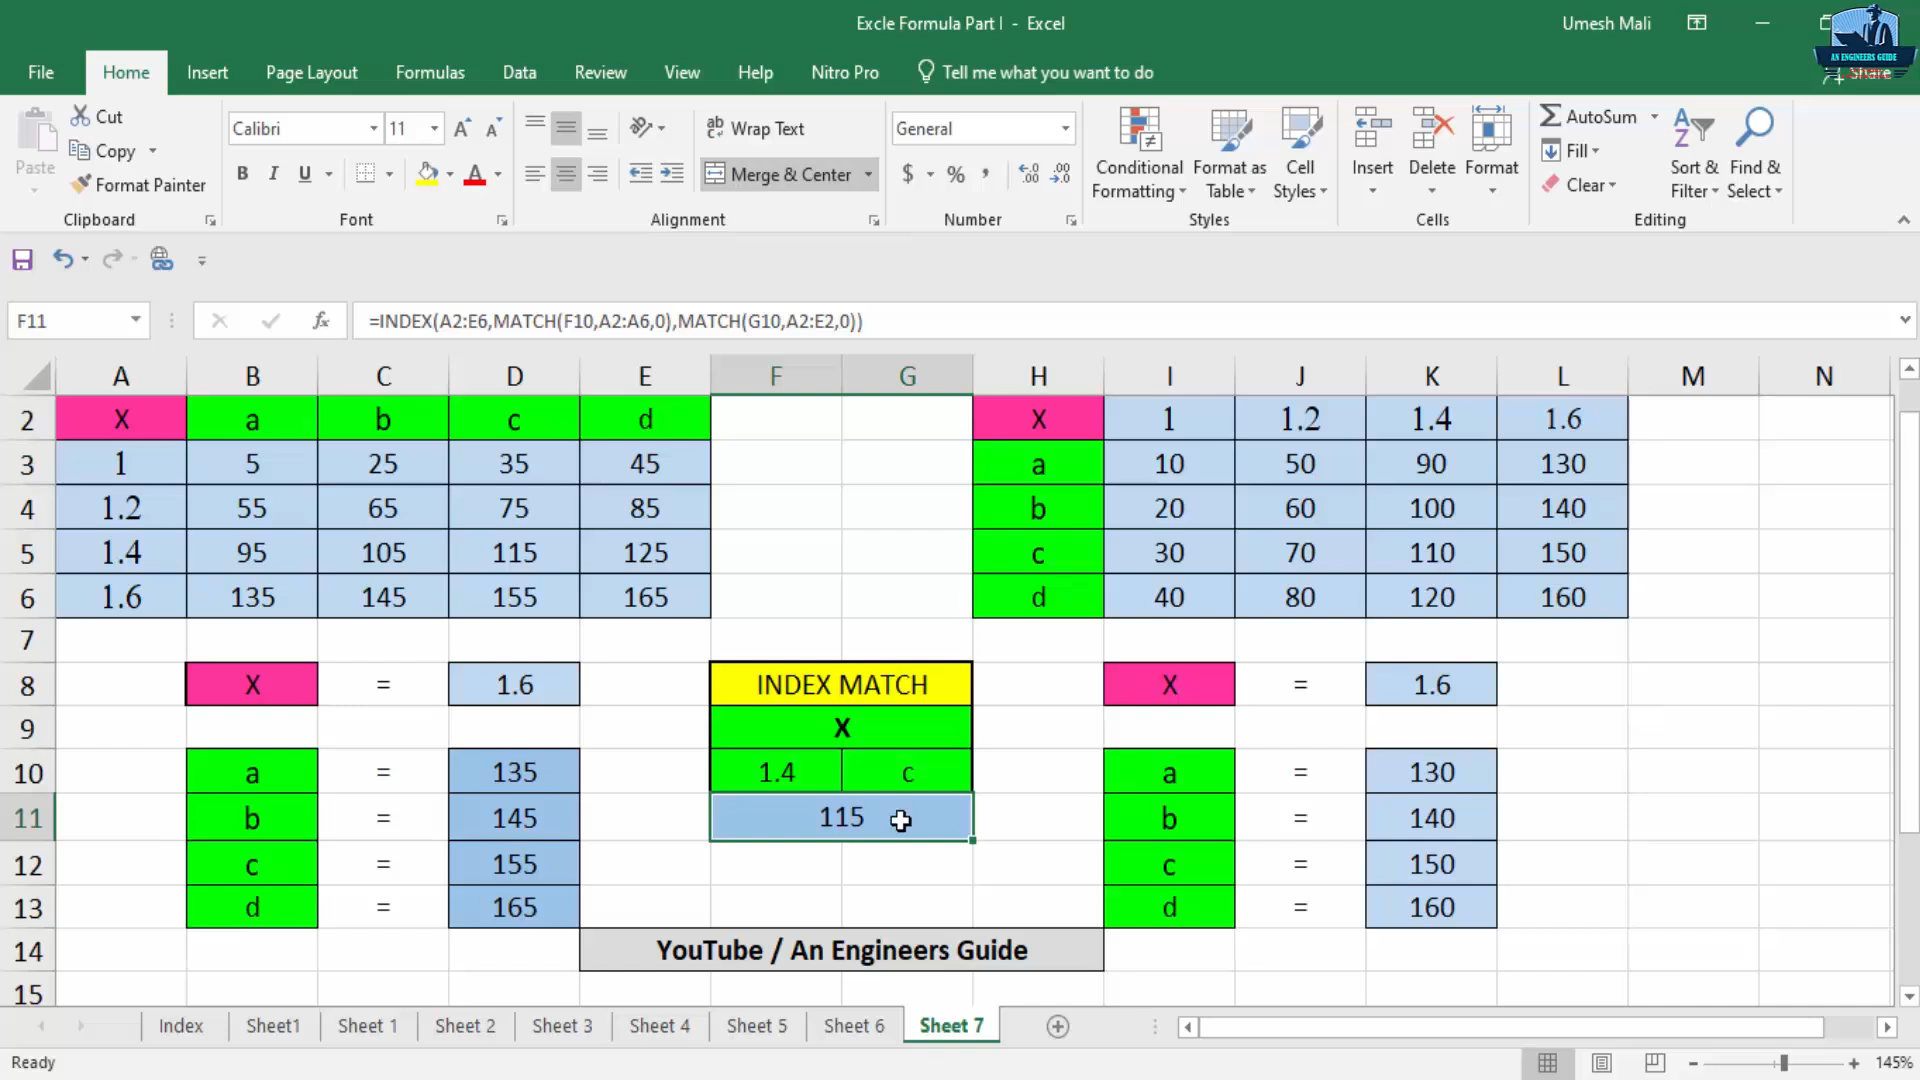 Excle Formula Part I - Excel
Umesh Mali
AN ENGINEERS GUIDE
File Home Insert Page Layout Formulas Data Review View Help Nitro Pro Tell me what you want to do Share
Paste
Cut
Copy
Format Painter
Clipboard
Calibri 11
B I U
Font
Wrap Text
Merge & Center
Alignment
General
$ % ,
Number
Conditional Formatting
Format as Table
Cell Styles
Styles
Insert Delete Format
Cells
AutoSum
Fill
Clear
Sort & Filter
Find & Select
Editing
F11 fx =INDEX(A2:E6,MATCH(F10,A2:A6,0),MATCH(G10,A2:E2,0))
A B C D E F G H I J K L M N
2 X a b c d X 1 1.2 1.4 1.6
3 1 5 25 35 45 a 10 50 90 130
4 1.2 55 65 75 85 b 20 60 100 140
5 1.4 95 105 115 125 c 30 70 110 150
6 1.6 135 145 155 165 d 40 80 120 160
7
8 X = 1.6 INDEX MATCH X = 1.6
9 X
10 a = 135 1.4 c a = 130
11 b = 145 115 b = 140
12 c = 155 c = 150
13 d = 165 d = 160
14 YouTube / An Engineers Guide
15
Index Sheet1 Sheet 1 Sheet 2 Sheet 3 Sheet 4 Sheet 5 Sheet 6 Sheet 7
Ready 145%